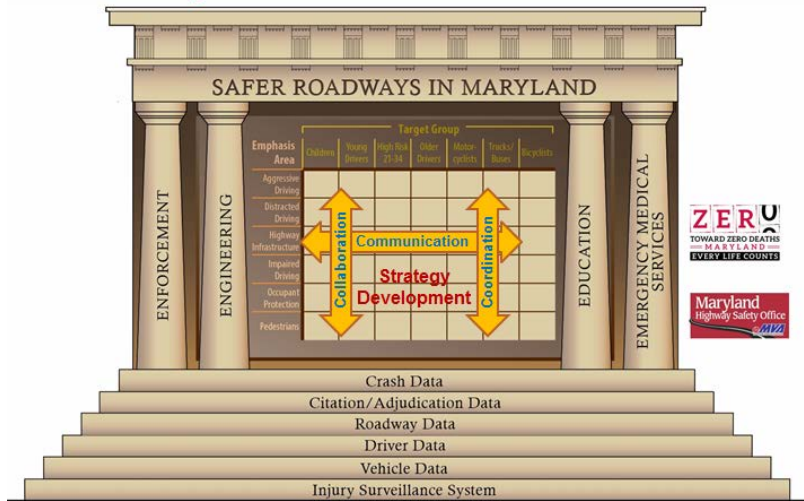 SAFER ROADWAYS IN MARYLAND
ENFORCEMENT
ENGINEERING
Target Group
Emphasis
Area
Children
Young
Drivers
High Risk
21-34
Older
Drivers
Motor-
cyclists
Trucks/
Buses
Bicyclists
Aggressive
Driving
Distracted
Driving
Highway
Infrastructure
Impaired
Driving
Occupant
Protection
Pedestrians
Collaboration
Communication
Coordination
Strategy
Development
EDUCATION
EMERGENCY MEDICAL
SERVICES
ZERO
TOWARD ZERO DEATHS
MARYLAND
EVERY LIFE COUNTS
Maryland
Highway Safety Office
MVA
Crash Data
Citation/Adjudication Data
Roadway Data
Driver Data
Vehicle Data
Injury Surveillance System